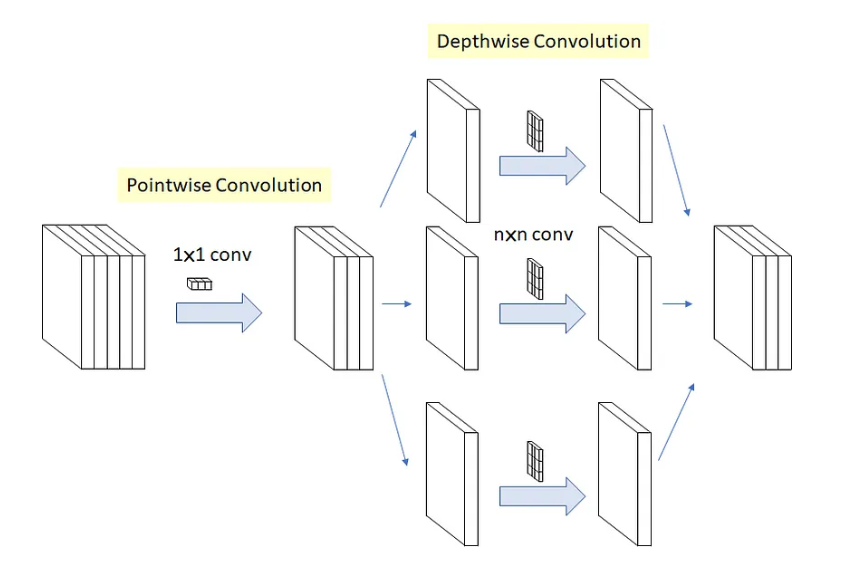 Depthwise Convolution
Pointwise Convolution
1x1 conv
nxn conv